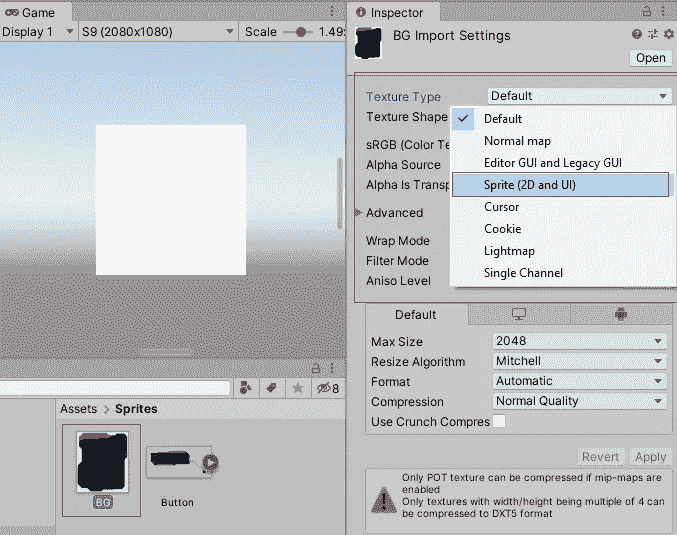 Game
Display 1
S9 (2080x1080)
Scale
1.49
Inspector
BG Import Settings
Open
Texture Type
Default
Texture Shape
Default
Normal map
sRGB (Color Te
Editor GUI and Legacy GUI
Alpha Source
Sprite (2D and UI)
Alpha Is Transp
Cursor
Advanced
Cookie
Wrap Mode
Lightmap
Filter Mode
Single Channel
Aniso Level
Default
Max Size
2048
Resize Algorithm
Mitchell
Format
Automatic
Compression
Normal Quality
Use Crunch Compres
Revert
Apply
8
Assets > Sprites
BG
Button
Only POT texture can be compressed if mip-maps are
enabled
Only textures with width/height being multiple of 4 can
be compressed to DXT5 format